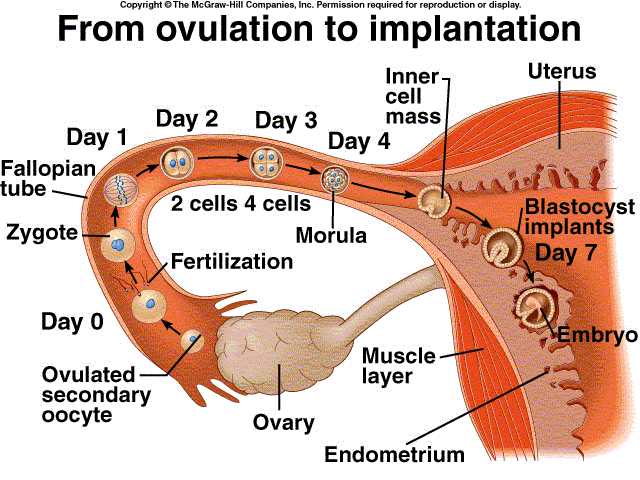 Copyright © The McGraw-Hill Companies, Inc. Permission required for reproduction or display.
From ovulation to implantation
Inner
cell
mass
Uterus
Day 1
Day 2
Day 3
Day 4
Fallopian
tube
2 cells
4 cells
Morula
Zygote
Fertilization
Blastocyst
implants
Day 7
Day 0
Embryo
Ovulated
secondary
oocyte
Ovary
Muscle
layer
Endometrium